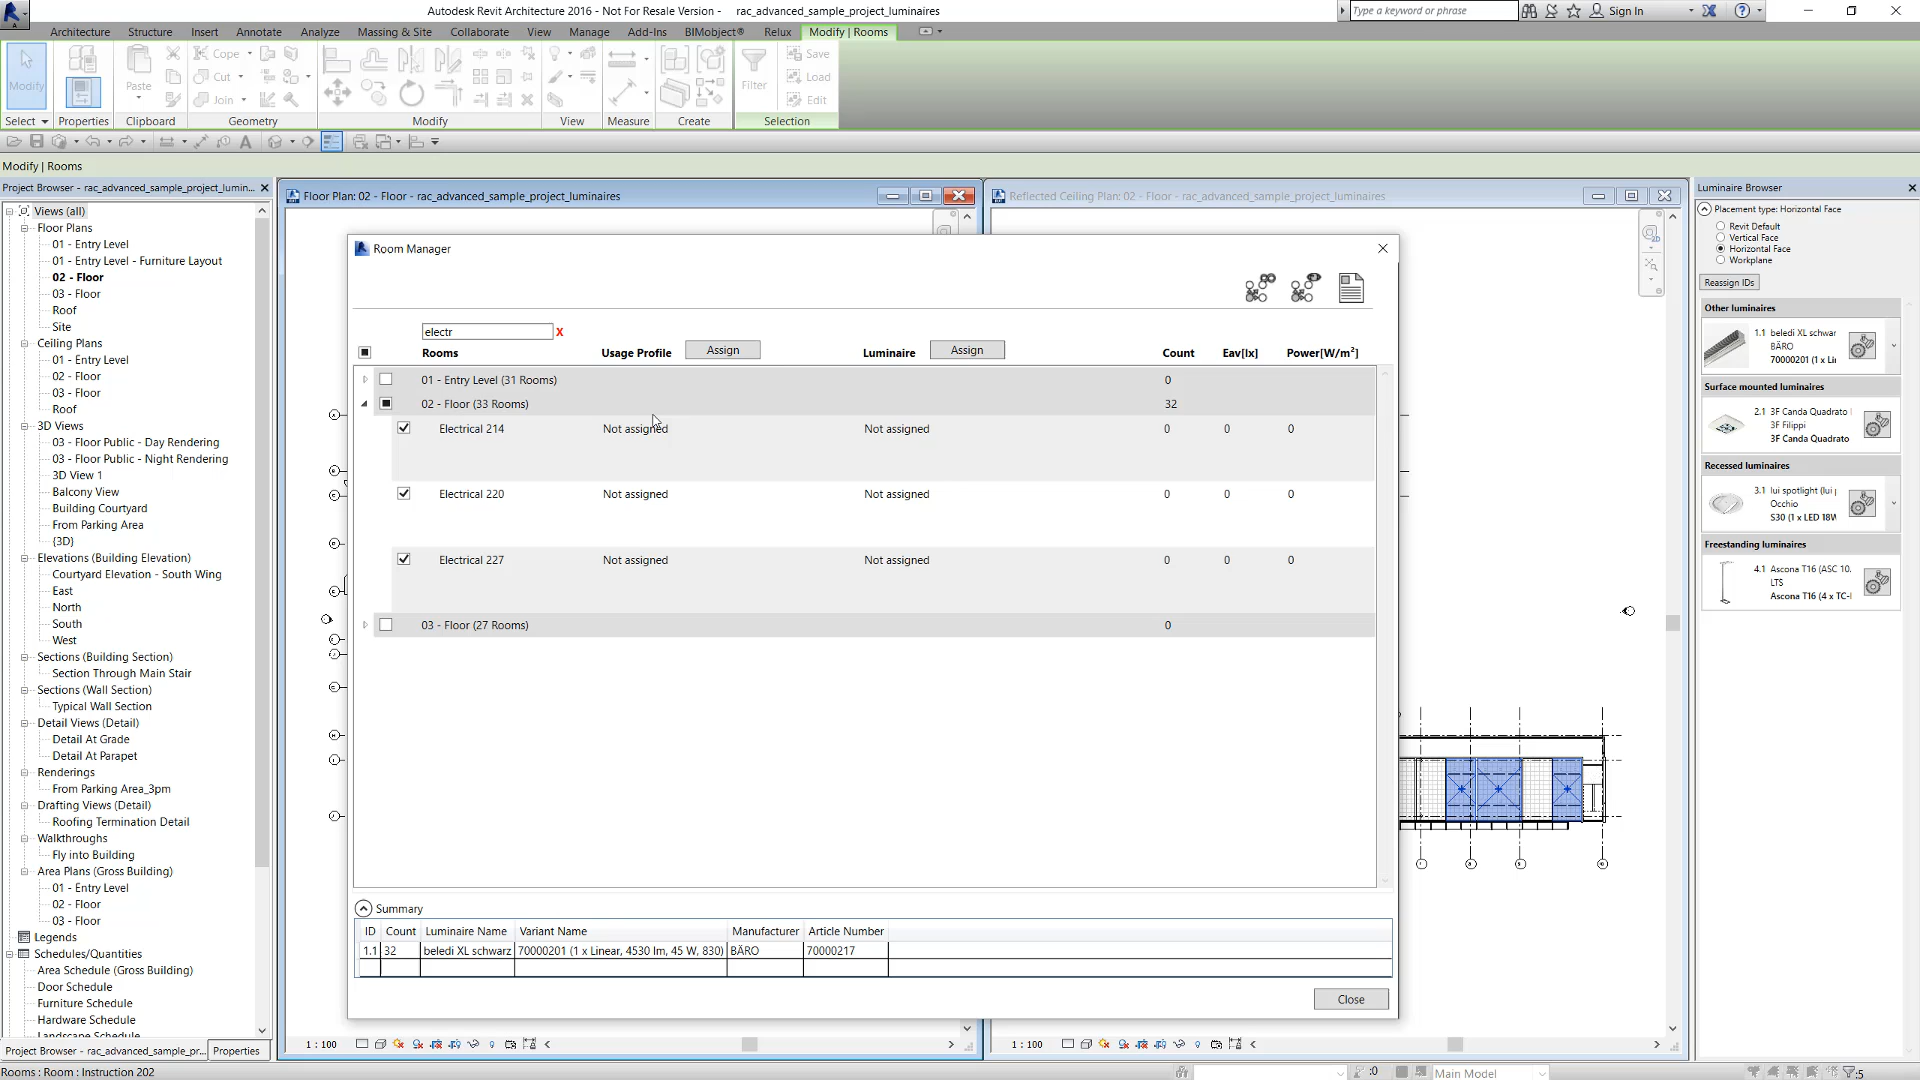 Autodesk Revit Architecture 2016 - Not For Resale Version - rac_advanced_sample_project_luminaires
Type a keyword or phrase
Sign In
Architecture Structure Insert Annotate Analyze Massing & Site Collaborate View Manage Add-Ins BIMobject® Relux Modify | Rooms
Modify
Paste
Cope
Cut
Join
Filter
Save
Load
Edit
Select Properties Clipboard Geometry Modify View Measure Create Selection
Modify | Rooms
Project Browser - rac_advanced_sample_project_lumin...
Views (all)
Floor Plans
01 - Entry Level
01 - Entry Level - Furniture Layout
02 - Floor
03 - Floor
Roof
Site
Ceiling Plans
01 - Entry Level
02 - Floor
03 - Floor
Roof
3D Views
03 - Floor Public - Day Rendering
03 - Floor Public - Night Rendering
3D View 1
Balcony View
Building Courtyard
From Parking Area
{3D}
Elevations (Building Elevation)
Courtyard Elevation - South Wing
East
North
South
West
Sections (Building Section)
Section Through Main Stair
Sections (Wall Section)
Typical Wall Section
Detail Views (Detail)
Detail At Grade
Detail At Parapet
Renderings
From Parking Area_3pm
Drafting Views (Detail)
Roofing Termination Detail
Walkthroughs
Fly into Building
Area Plans (Gross Building)
01 - Entry Level
02 - Floor
03 - Floor
Legends
Schedules/Quantities
Area Schedule (Gross Building)
Door Schedule
Furniture Schedule
Hardware Schedule
Landscape Schedule
Project Browser - rac_advanced_sample_pr... Properties
Floor Plan: 02 - Floor - rac_advanced_sample_project_luminaires
Reflected Ceiling Plan: 02 - Floor - rac_advanced_sample_project_luminaires
Room Manager
electr X
Rooms Usage Profile Assign Luminaire Assign Count Eav[lx] Power[W/m²]
01 - Entry Level (31 Rooms) 0
02 - Floor (33 Rooms) 32
Electrical 214 Not assigned Not assigned 0 0 0
Electrical 220 Not assigned Not assigned 0 0 0
Electrical 227 Not assigned Not assigned 0 0 0
03 - Floor (27 Rooms) 0
Summary
ID Count Luminaire Name Variant Name Manufacturer Article Number
1.1 32 beledi XL schwarz 70000201 (1 x Linear, 4530 lm, 45 W, 830) BÄRO 70000217
Close
1 : 100
1 : 100
Luminaire Browser
Placement type: Horizontal Face
Revit Default
Vertical Face
Horizontal Face
Workplane
Reassign IDs
Other luminaires
1.1 beledi XL schwar
BÄRO
70000201 (1 x Lir
Surface mounted luminaires
2.1 3F Canda Quadrato
3F Filippi
3F Canda Quadrato
Recessed luminaires
3.1 lui spotlight (lui
Occhio
S30 (1 x LED 18W
Freestanding luminaires
4.1 Ascona T16 (ASC 10.
LTS
Ascona T16 (4 x TC-
Rooms : Room : Instruction 202
:0
Main Model
:5